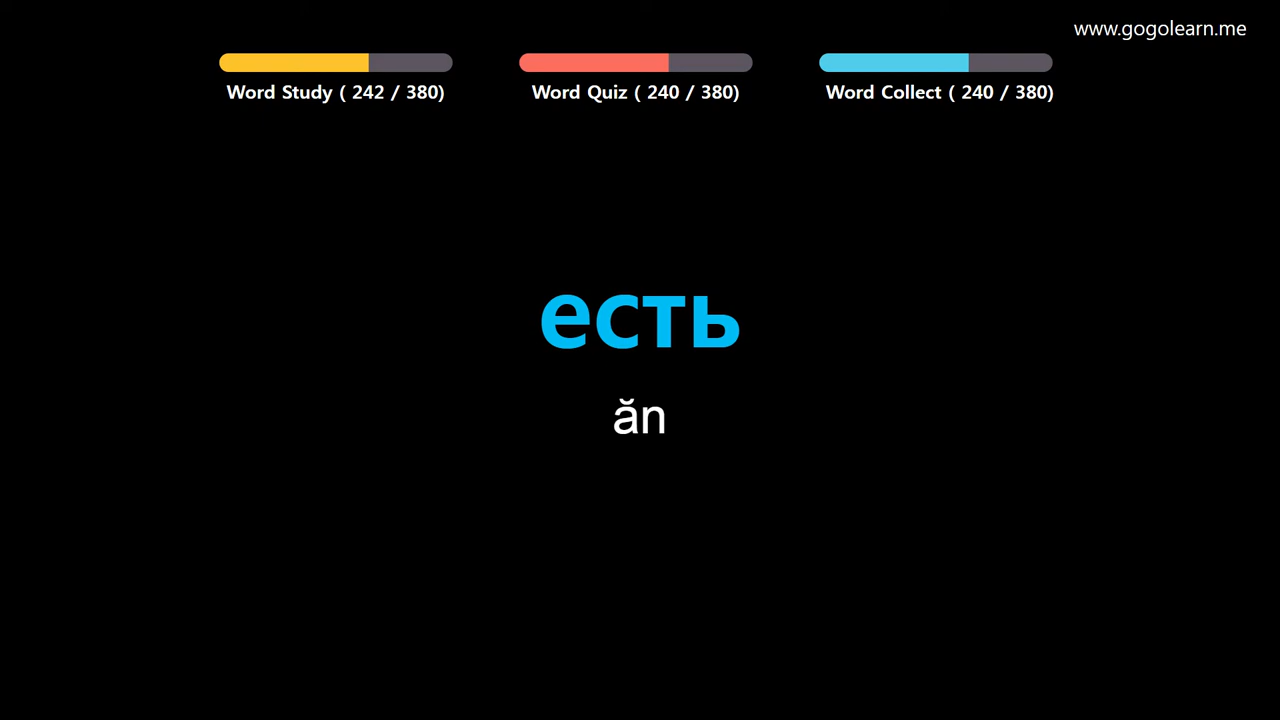 www.gogolearn.me
Word Study ( 242 / 380)
Word Quiz ( 240 / 380)
Word Collect ( 240 / 380)
есть
ăn